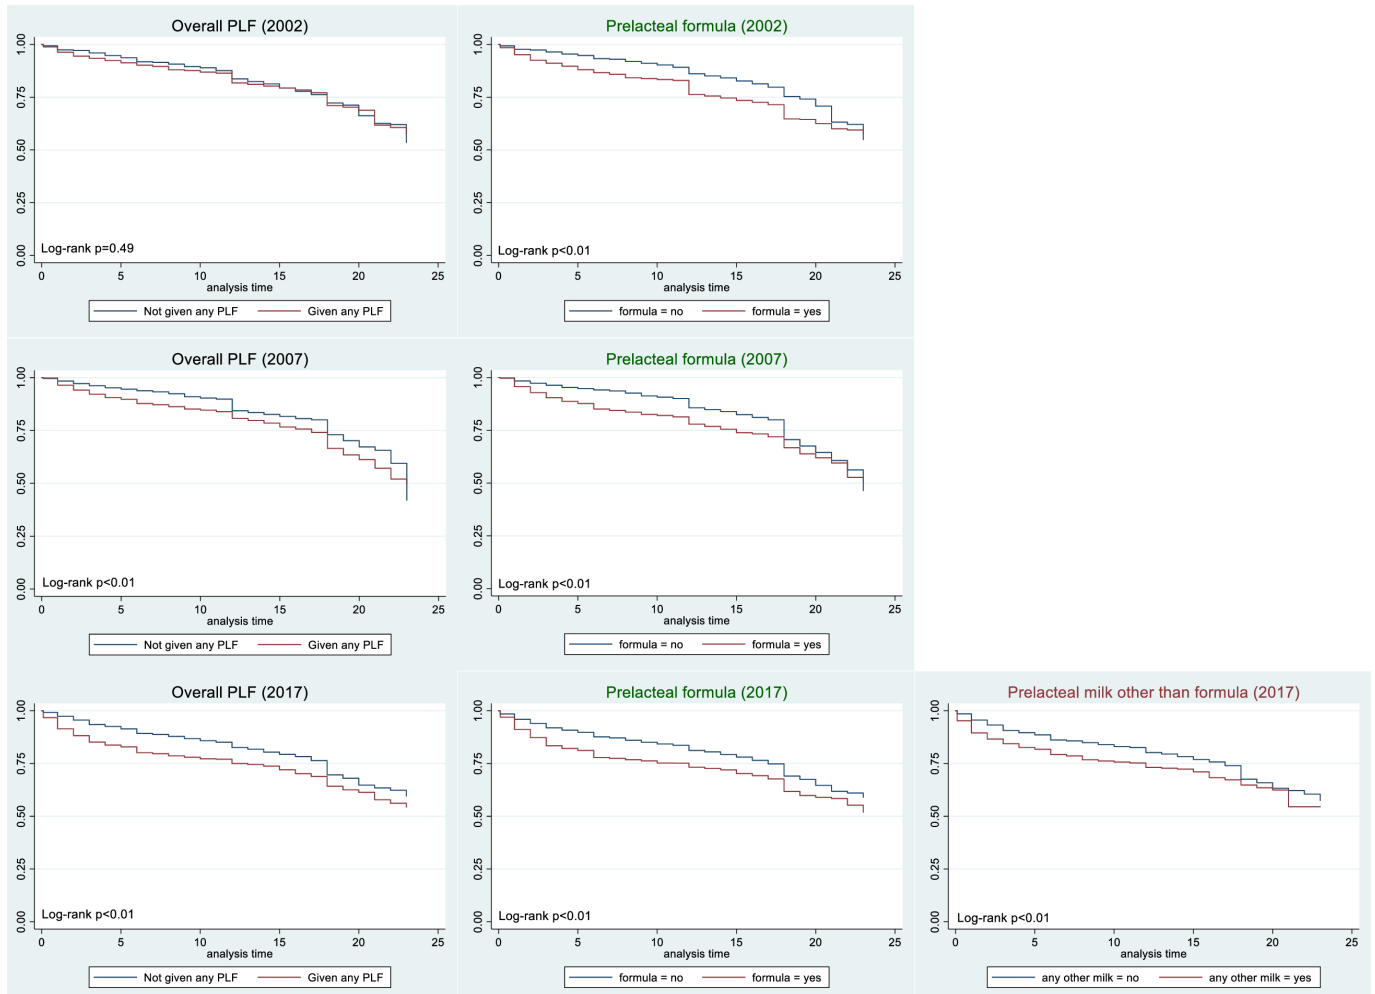 Overall PLF (2002)
1.00
0.75
0.50
0.25
0.00
Log-rank p=0.49
0 5 10 15 20 25
analysis time
Not given any PLF Given any PLF
Prelacteal formula (2002)
1.00
0.75
0.50
0.25
0.00
Log-rank p<0.01
0 5 10 15 20 25
analysis time
formula = no formula = yes
Overall PLF (2007)
1.00
0.75
0.50
0.25
0.00
Log-rank p<0.01
0 5 10 15 20 25
analysis time
Not given any PLF Given any PLF
Prelacteal formula (2007)
1.00
0.75
0.50
0.25
0.00
Log-rank p<0.01
0 5 10 15 20 25
analysis time
formula = no formula = yes
Overall PLF (2017)
1.00
0.75
0.50
0.25
0.00
Log-rank p<0.01
0 5 10 15 20 25
analysis time
Not given any PLF Given any PLF
Prelacteal formula (2017)
1.00
0.75
0.50
0.25
0.00
Log-rank p<0.01
0 5 10 15 20 25
analysis time
formula = no formula = yes
Prelacteal milk other than formula (2017)
1.00
0.75
0.50
0.25
0.00
Log-rank p<0.01
0 5 10 15 20 25
analysis time
any other milk = no any other milk = yes